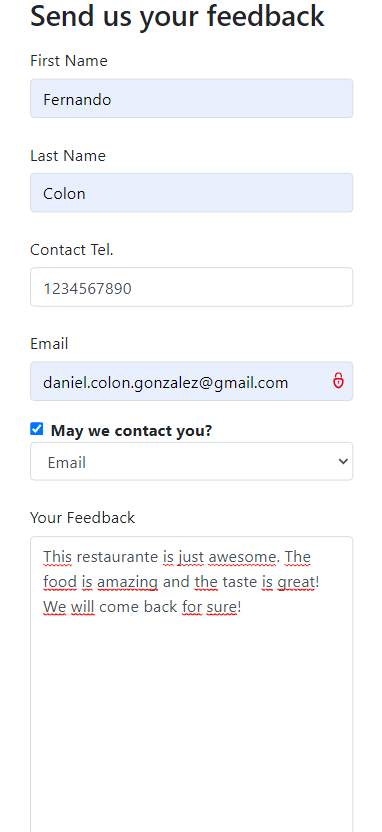 Send us your feedback
First Name
Fernando
Last Name
Colon
Contact Tel.
1234567890
Email
daniel.colon.gonzalez@gmail.com
May we contact you?
Email
Your Feedback
This restaurante is just awesome. The
food is amazing and the taste is great!
We will come back for sure!